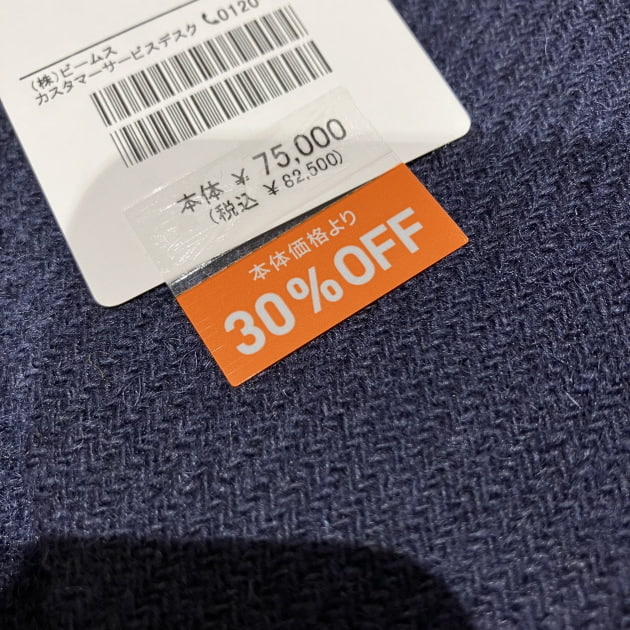 (株)ビームス
カスタマーサービスデスク 0120
本体 ¥ 75,000
(税込 ¥ 82,500)
本体価格より
30%OFF